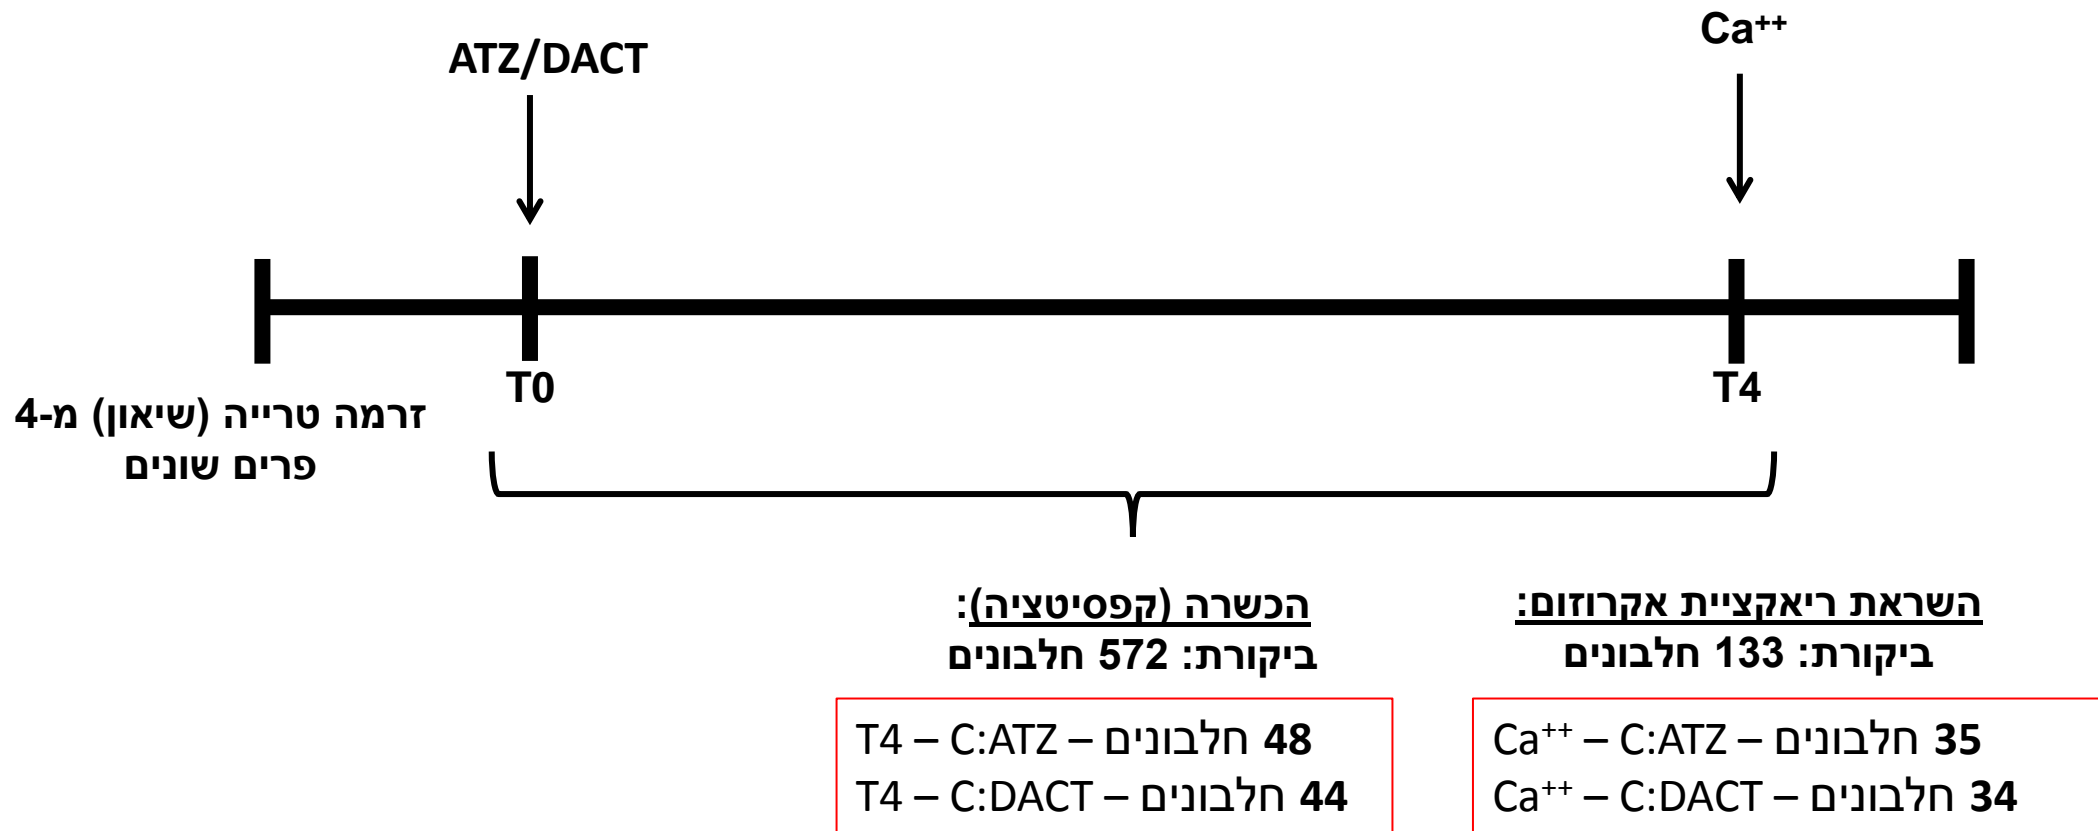 ATZ/DACT
Ca⁺⁺
T0
T4
זרמה טרייה (שיאון) מ-4
פרים שונים
הכשרה (קפסיטציה):
ביקורת: 572 חלבונים
T4 – C:ATZ – 48 חלבונים
T4 – C:DACT – 44 חלבונים
השראת ריאקציית אקרוזום:
ביקורת: 133 חלבונים
Ca⁺⁺ – C:ATZ – 35 חלבונים
Ca⁺⁺ – C:DACT – 34 חלבונים